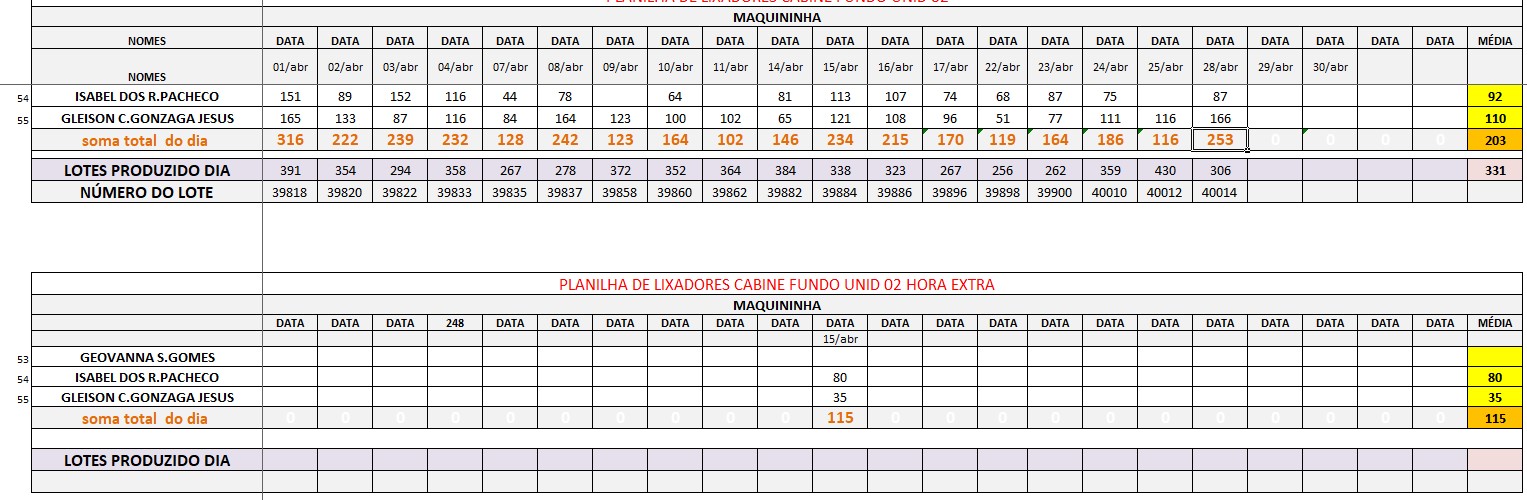 PLANILHA DE LIXADORES CABINE FUNDO UNID 02
MAQUININHA
NOMES DATA DATA DATA DATA DATA DATA DATA DATA DATA DATA DATA DATA DATA DATA DATA DATA DATA DATA DATA DATA DATA DATA MÉDIA
NOMES 01/abr 02/abr 03/abr 04/abr 07/abr 08/abr 09/abr 10/abr 11/abr 14/abr 15/abr 16/abr 17/abr 22/abr 23/abr 24/abr 25/abr 28/abr 29/abr 30/abr
54 ISABEL DOS R.PACHECO 151 89 152 116 44 78 64 81 113 107 74 68 87 75 87 92
55 GLEISON C.GONZAGA JESUS 165 133 87 116 84 164 123 100 102 65 121 108 96 51 77 111 116 166 110
soma total do dia 316 222 239 232 128 242 123 164 102 146 234 215 170 119 164 186 116 253 0 0 0 0 203
LOTES PRODUZIDO DIA 391 354 294 358 267 278 372 352 364 384 338 323 267 256 262 359 430 306 331
NÚMERO DO LOTE 39818 39820 39822 39833 39835 39837 39858 39860 39862 39882 39884 39886 39896 39898 39900 40010 40012 40014
PLANILHA DE LIXADORES CABINE FUNDO UNID 02 HORA EXTRA
MAQUININHA
DATA DATA DATA 248 DATA DATA DATA DATA DATA DATA DATA DATA DATA DATA DATA DATA DATA DATA DATA DATA DATA DATA MÉDIA
15/abr
53 GEOVANNA S.GOMES
54 ISABEL DOS R.PACHECO 80 80
55 GLEISON C.GONZAGA JESUS 35 35
soma total do dia 0 0 0 0 0 0 0 0 0 0 115 0 0 0 0 0 0 0 0 0 0 0 115
LOTES PRODUZIDO DIA